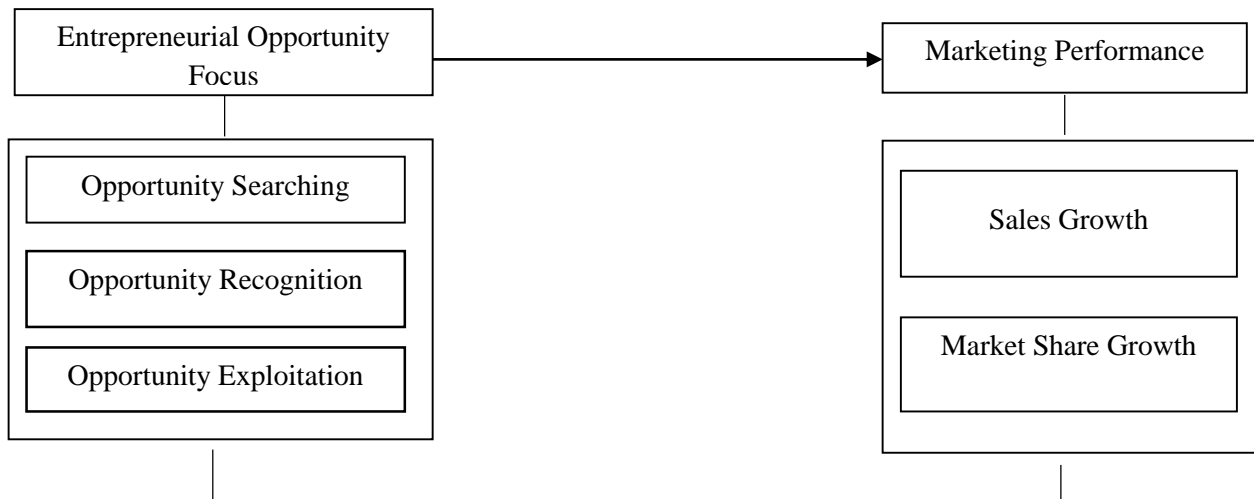 Entrepreneurial Opportunity
Focus
Marketing Performance
Opportunity Searching
Opportunity Recognition
Opportunity Exploitation
Sales Growth
Market Share Growth